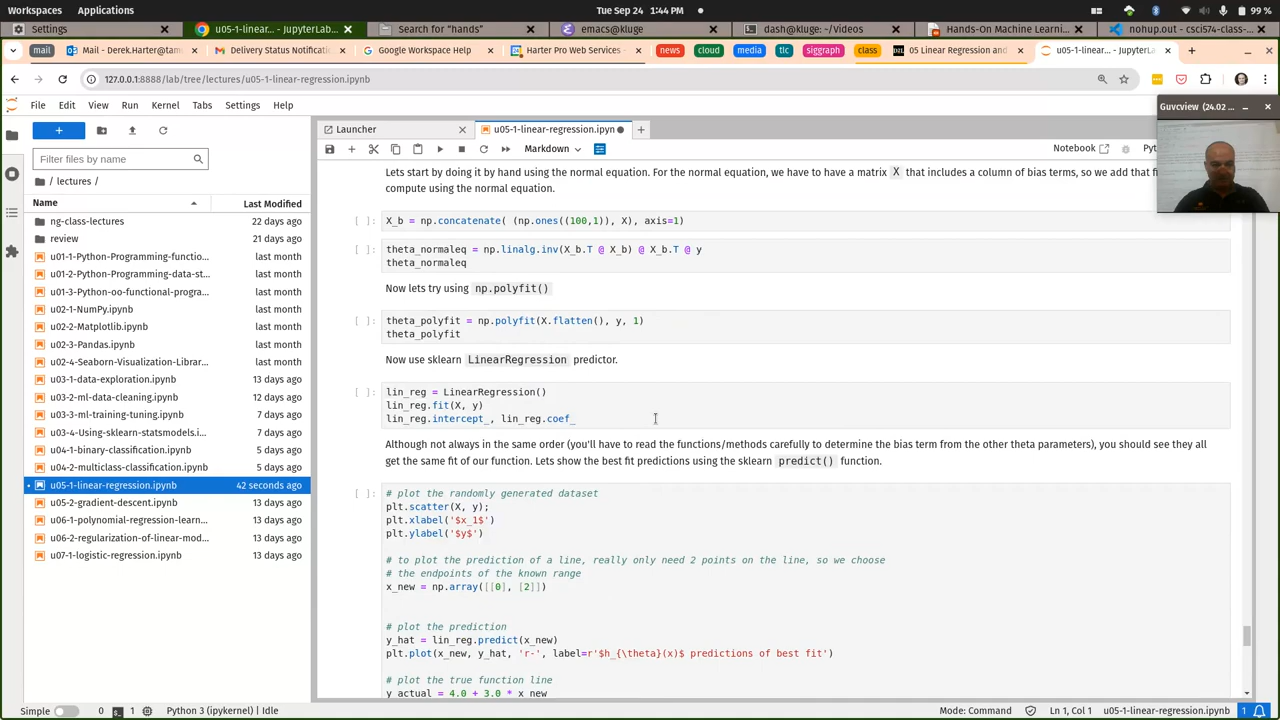 Workspaces Applications Tue Sep 24 1:44 PM 99 %
Settings u05-1-linear... - JupyterLab Search for "hands" emacs@kluge dash@kluge: ~/Videos Hands-On Machine Learning... nohup.out - csci574-class-...
mail Mail - Derek.Harter@tam Delivery Status Notificati Google Workspace Help Harter Pro Web Services - news cloud media tlc siggraph class 05 Linear Regression and u05-1-linear... - JupyterL
127.0.0.1:8888/lab/tree/lectures/u05-1-linear-regression.ipynb
File Edit View Run Kernel Tabs Settings Help
Guvcview (24.02 ...
Launcher
u05-1-linear-regression.ipyn
Markdown
Notebook
Pyt
Filter files by name
/ lectures /
Name Last Modified
ng-class-lectures 22 days ago
review 21 days ago
u01-1-Python-Programming-functio... last month
u01-2-Python-Programming-data-st... last month
u01-3-Python-oo-functional-progra... last month
u02-1-NumPy.ipynb last month
u02-2-Matplotlib.ipynb last month
u02-3-Pandas.ipynb last month
u02-4-Seaborn-Visualization-Librar... last month
u03-1-data-exploration.ipynb 13 days ago
u03-2-ml-data-cleaning.ipynb 13 days ago
u03-3-ml-training-tuning.ipynb 7 days ago
u03-4-Using-sklearn-statsmodels.i... 7 days ago
u04-1-binary-classification.ipynb 5 days ago
u04-2-multiclass-classification.ipynb 5 days ago
u05-1-linear-regression.ipynb 42 seconds ago
u05-2-gradient-descent.ipynb 13 days ago
u06-1-polynomial-regression-learn... 13 days ago
u06-2-regularization-of-linear-mod... 13 days ago
u07-1-logistic-regression.ipynb 13 days ago
Lets start by doing it by hand using the normal equation. For the normal equation, we have to have a matrix X that includes a column of bias terms, so we add that fi
compute using the normal equation.
[ ]: X_b = np.concatenate( (np.ones((100,1)), X), axis=1)
[ ]: theta_normaleq = np.linalg.inv(X_b.T @ X_b) @ X_b.T @ y
theta_normaleq
Now lets try using np.polyfit()
[ ]: theta_polyfit = np.polyfit(X.flatten(), y, 1)
theta_polyfit
Now use sklearn LinearRegression predictor.
[ ]: lin_reg = LinearRegression()
lin_reg.fit(X, y)
lin_reg.intercept_, lin_reg.coef_
Although not always in the same order (you'll have to read the functions/methods carefully to determine the bias term from the other theta parameters), you should see they all
get the same fit of our function. Lets show the best fit predictions using the sklearn predict() function.
[ ]: # plot the randomly generated dataset
plt.scatter(X, y);
plt.xlabel('$x_1$')
plt.ylabel('$y$')
# to plot the prediction of a line, really only need 2 points on the line, so we choose
# the endpoints of the known range
x_new = np.array([[0], [2]])
# plot the prediction
y_hat = lin_reg.predict(x_new)
plt.plot(x_new, y_hat, 'r-', label=r'$h_{\theta}(x)$ predictions of best fit')
# plot the true function line
y_actual = 4.0 + 3.0 * x_new
Simple 0 1 Python 3 (ipykernel) | Idle Mode: Command Ln 1, Col 1 u05-1-linear-regression.ipynb 1